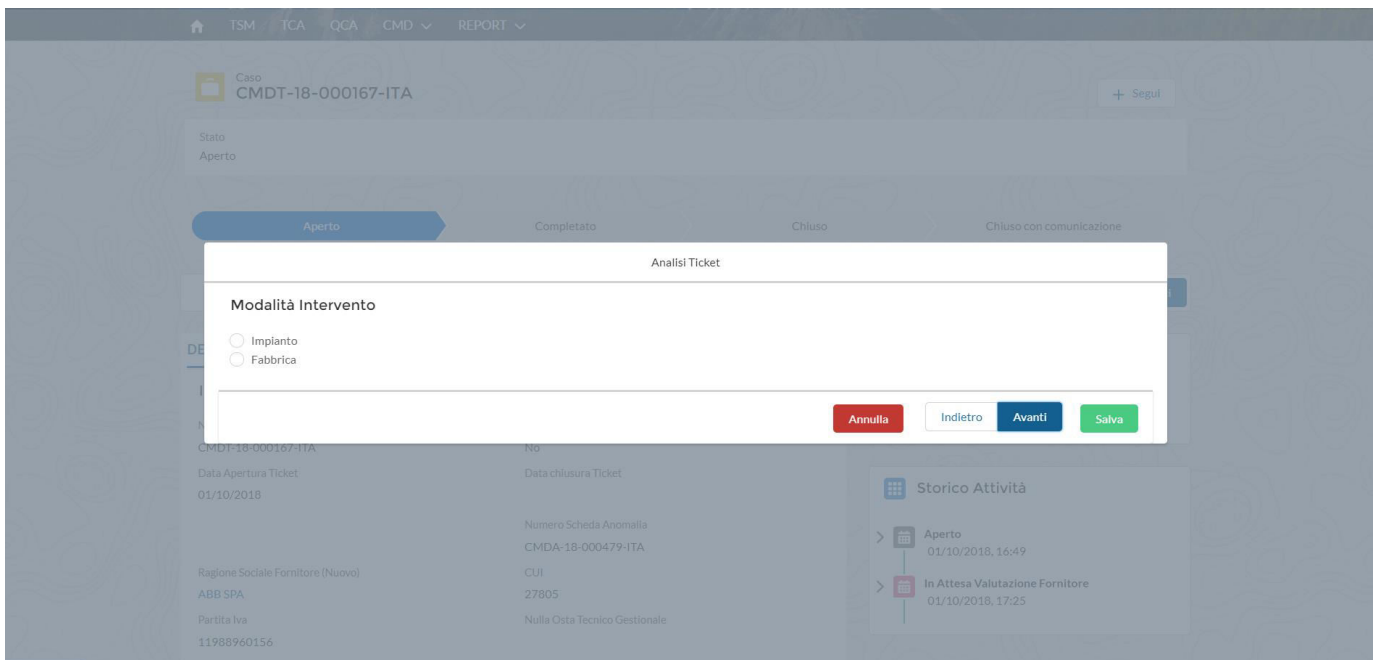 TSM TCA QCA CMD REPORT
Caso
CMDT-18-000167-ITA
+ Segui
Stato
Aperto
Aperto Completato Chiuso Chiuso con comunicazione
Analisi Ticket
Modalità Intervento
Impianto
Fabbrica
Annulla Indietro Avanti Salva
DE
CMDT-18-000167-ITA No
Data Apertura Ticket Data chiusura Ticket
01/10/2018
Numero Scheda Anomalia
CMDA-18-000479-ITA
Ragione Sociale Fornitore (Nuovo) CUI
ABB SPA 27805
Partita Iva Nulla Osta Tecnico Gestionale
11988960156
Storico Attività
Aperto
01/10/2018, 16:49
In Attesa Valutazione Fornitore
01/10/2018, 17:25